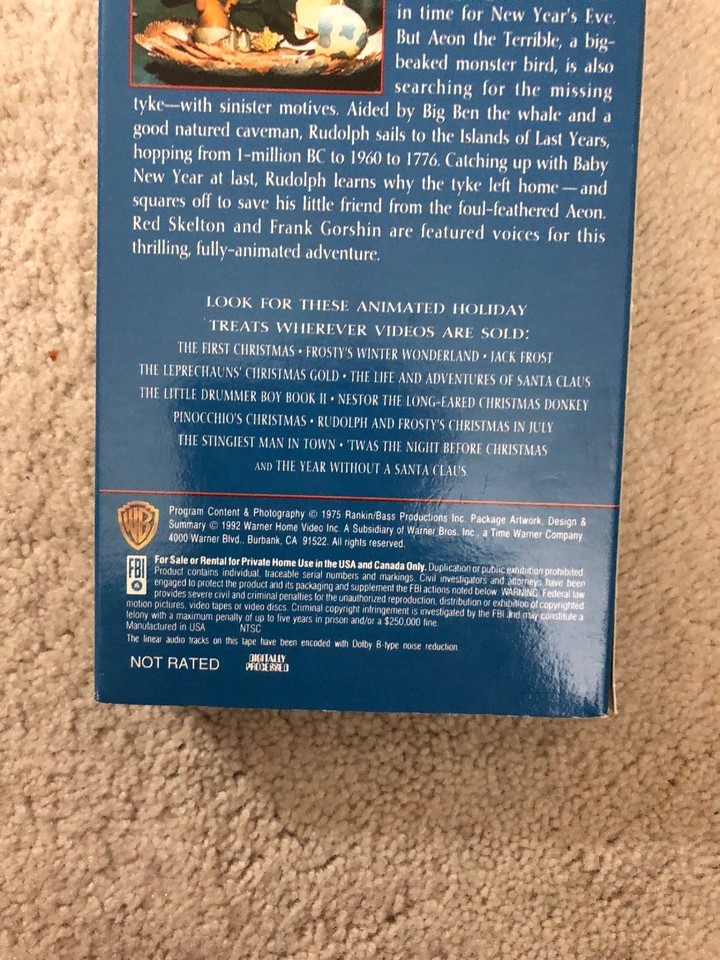 in time for New Year's Eve.
But Aeon the Terrible, a big-
beaked monster bird, is also
searching for the missing
tyke—with sinister motives. Aided by Big Ben the whale and a
good natured caveman, Rudolph sails to the Islands of Last Years,
hopping from 1-million BC to 1960 to 1776. Catching up with Baby
New Year at last, Rudolph learns why the tyke left home—and
squares off to save his little friend from the foul-feathered Aeon.
Red Skelton and Frank Gorshin are featured voices for this
thrilling, fully-animated adventure.
LOOK FOR THESE ANIMATED HOLIDAY
TREATS WHEREVER VIDEOS ARE SOLD:
THE FIRST CHRISTMAS • FROSTY'S WINTER WONDERLAND • JACK FROST
THE LEPRECHAUNS' CHRISTMAS GOLD • THE LIFE AND ADVENTURES OF SANTA CLAUS
THE LITTLE DRUMMER BOY BOOK II • NESTOR THE LONG-EARED CHRISTMAS DONKEY
PINOCCHIO'S CHRISTMAS • RUDOLPH AND FROSTY'S CHRISTMAS IN JULY
THE STINGIEST MAN IN TOWN • 'TWAS THE NIGHT BEFORE CHRISTMAS
AND THE YEAR WITHOUT A SANTA CLAUS
WB
Program Content & Photography © 1975 Rankin/Bass Productions Inc. Package Artwork, Design &
Summary © 1992 Warner Home Video Inc. A Subsidiary of Warner Bros. Inc., a Time Warner Company
4000 Warner Blvd., Burbank, CA 91522. All rights reserved.
FBI
For Sale or Rental for Private Home Use in the USA and Canada Only. Duplication or public exhibition prohibited.
Product contains individual, traceable serial numbers and markings. Civil investigators and attorneys have been
engaged to protect the product and its packaging and supplement the FBI actions noted below. WARNING: Federal law
provides severe civil and criminal penalties for the unauthorized reproduction, distribution or exhibition of copyrighted
motion pictures, video tapes or video discs. Criminal copyright infringement is investigated by the FBI and may constitute a
felony with a maximum penalty of up to five years in prison and/or a $250,000 fine.
Manufactured in USA NTSC
The linear audio tracks on this tape have been encoded with Dolby B-type noise reduction.
NOT RATED DIGITALLY
PROCESSED